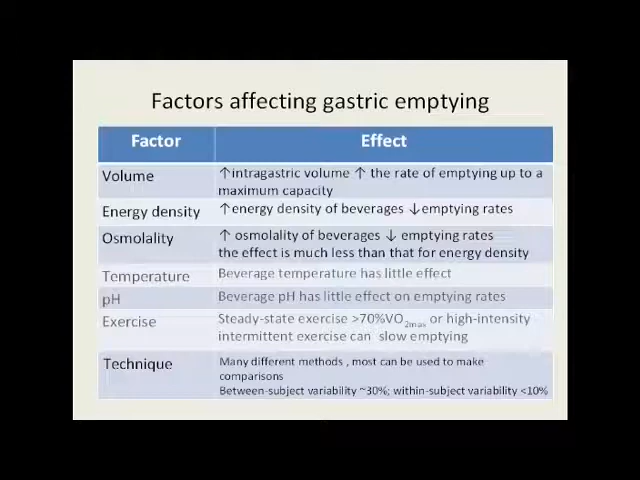 Factors affecting gastric emptying
Factor Effect
Volume ↑intragastric volume ↑ the rate of emptying up to a
maximum capacity
Energy density ↑energy density of beverages ↓emptying rates
Osmolality ↑ osmolality of beverages ↓ emptying rates
the effect is much less than that for energy density
Temperature Beverage temperature has little effect
pH Beverage pH has little effect on emptying rates
Exercise Steady-state exercise >70%VO2max or high-intensity
intermittent exercise can slow emptying
Technique Many different methods , most can be used to make
comparisons
Between-subject variability ~30%; within-subject variability <10%